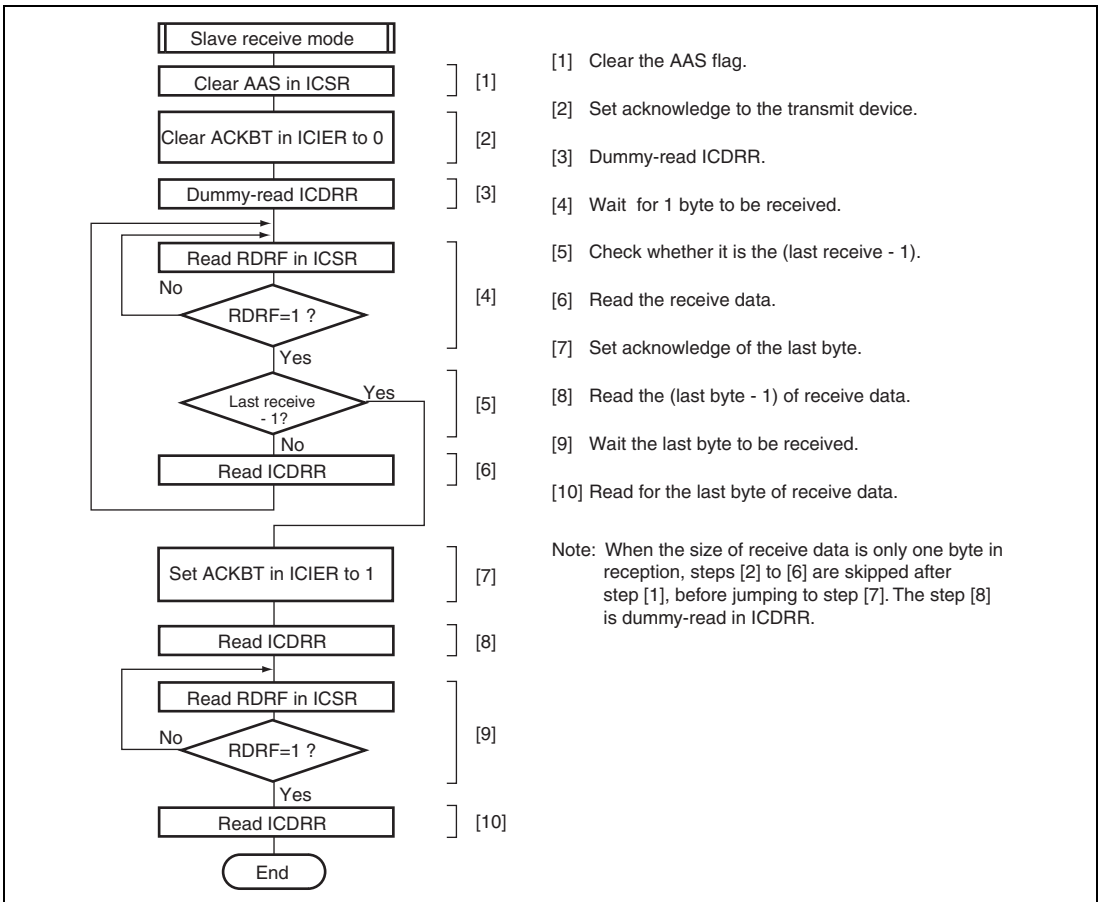 Slave receive mode
Clear AAS in ICSR
[1]
Clear ACKBT in ICIER to 0
[2]
Dummy-read ICDRR
[3]
Read RDRF in ICSR
No
RDRF=1 ?
[4]
Yes
Last receive
- 1?
Yes
[5]
No
Read ICDRR
[6]
Set ACKBT in ICIER to 1
[7]
Read ICDRR
[8]
Read RDRF in ICSR
No
RDRF=1 ?
[9]
Yes
Read ICDRR
[10]
End
[1] Clear the AAS flag.
[2] Set acknowledge to the transmit device.
[3] Dummy-read ICDRR.
[4] Wait for 1 byte to be received.
[5] Check whether it is the (last receive - 1).
[6] Read the receive data.
[7] Set acknowledge of the last byte.
[8] Read the (last byte - 1) of receive data.
[9] Wait the last byte to be received.
[10] Read for the last byte of receive data.
Note: When the size of receive data is only one byte in
reception, steps [2] to [6] are skipped after
step [1], before jumping to step [7]. The step [8]
is dummy-read in ICDRR.